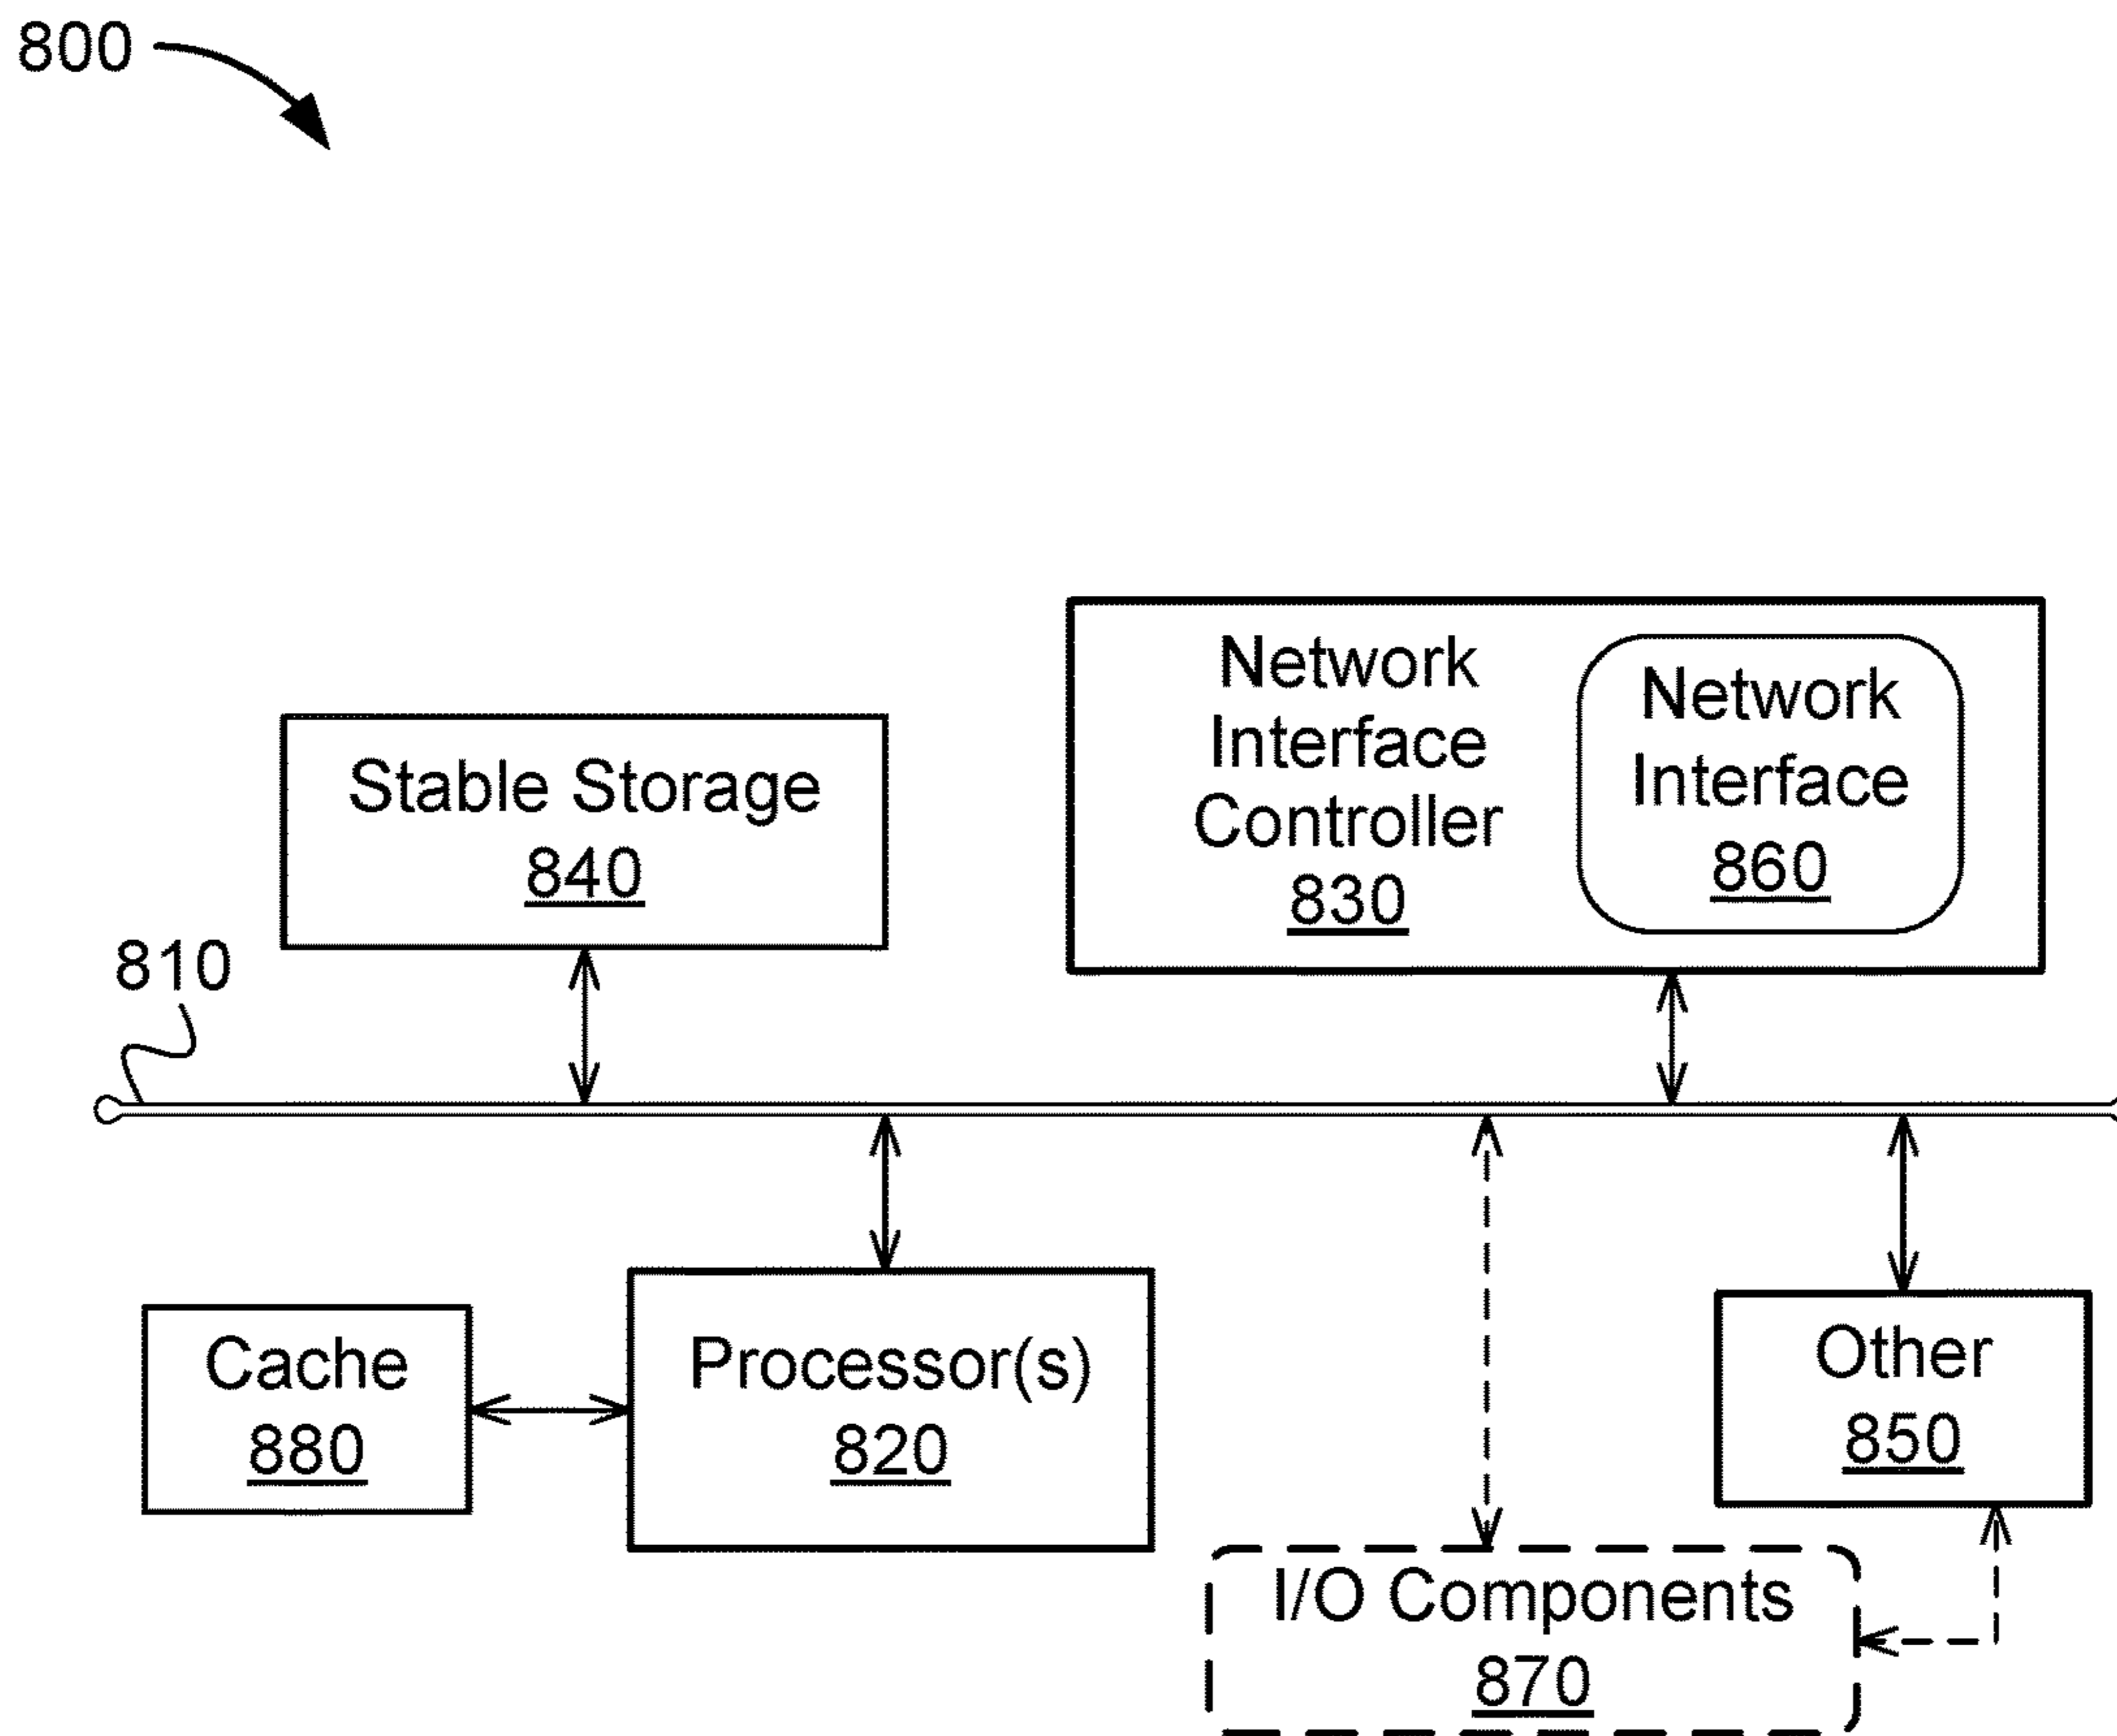 800
Network
Interface
Controller
830
Network
Interface
860
Stable Storage
840
810
Cache
880
Processor(s)
820
Other
850
I/O Components
870